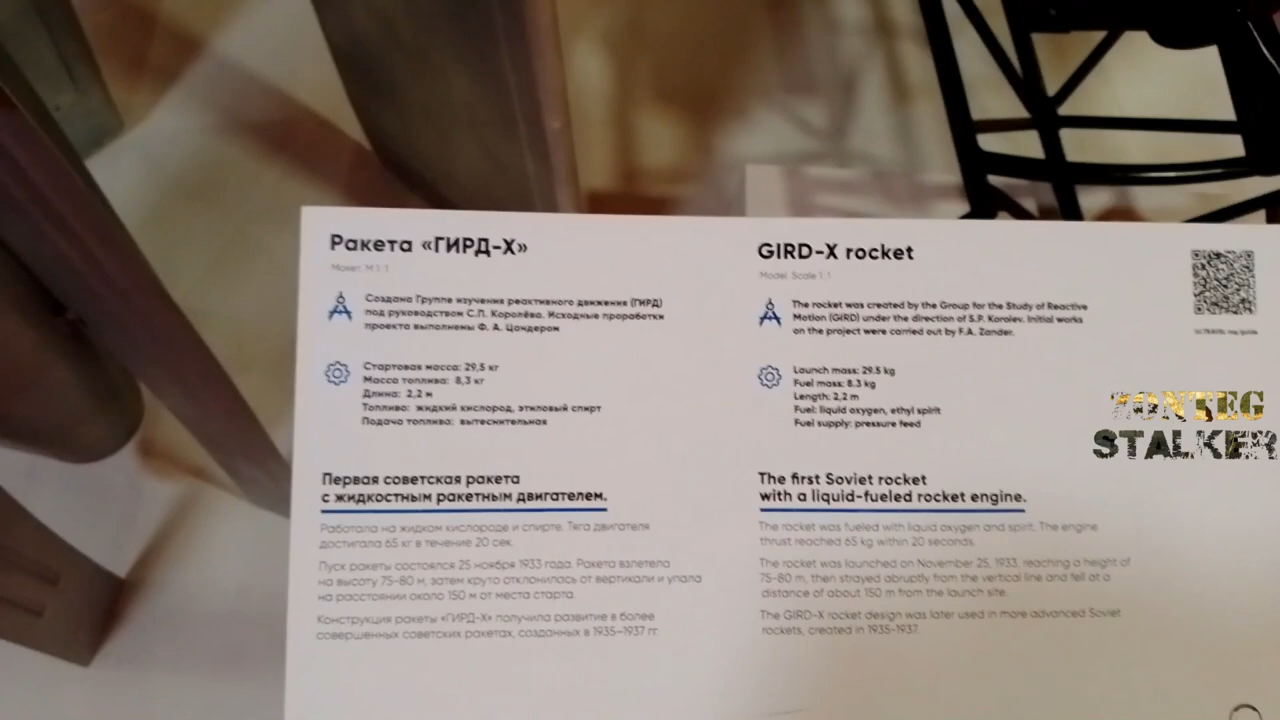 Ракета «ГИРД-Х»
Макет. М 1:1
Создана Группе изучения реактивного движения (ГИРД)
под руководством С.П. Королёва. Исходные проработки
проекта выполнены Ф. А. Цандером
Стартовая масса: 29,5 кг
Масса топлива: 8,3 кг
Длина: 2,2 м
Топливо: жидкий кислород, этиловый спирт
Подача топлива: вытеснительная
Первая советская ракета
с жидкостным ракетным двигателем.
Работала на жидком кислороде и спирте. Тяга двигателя
достигала 65 кг в течение 20 сек.
Пуск ракеты состоялся 25 ноября 1933 года. Ракета взлетела
на высоту 75-80 м, затем круто отклонилась от вертикали и упала
на расстоянии около 150 м от места старта.
Конструкция ракеты «ГИРД-Х» получила развитие в более
совершенных советских ракетах, созданных в 1935–1937 гг.
GIRD-X rocket
Model. Scale 1:1
The rocket was created by the Group for the Study of Reactive
Motion (GIRD) under the direction of S.P. Korolev. Initial works
on the project were carried out by F.A. Zander.
Launch mass: 29.5 kg
Fuel mass: 8.3 kg
Length: 2,2 m
Fuel: liquid oxygen, ethyl spirit
Fuel supply: pressure feed
The first Soviet rocket
with a liquid-fueled rocket engine.
The rocket was fueled with liquid oxygen and spirit. The engine
thrust reached 65 kg within 20 seconds.
The rocket was launched on November 25, 1933, reaching a height of
75-80 m, then strayed abruptly from the vertical line and fell at a
distance of about 150 m from the launch site.
The GIRD-X rocket design was later used in more advanced Soviet
rockets, created in 1935-1937.
ZONTEG
STALKER